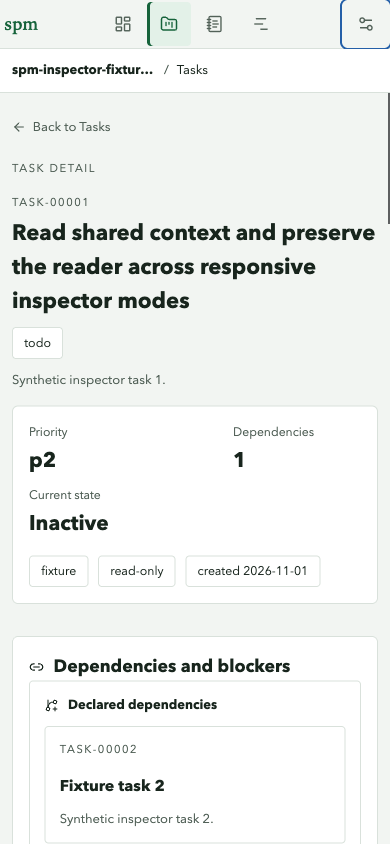 spm
spm-inspector-fixtur... / Tasks
Back to Tasks
TASK DETAIL
TASK-00001
Read shared context and preserve
the reader across responsive
inspector modes
todo
Synthetic inspector task 1.
Priority Dependencies
p2 1
Current state
Inactive
fixture read-only created 2026-11-01
Dependencies and blockers
Declared dependencies
TASK-00002
Fixture task 2
Synthetic inspector task 2.